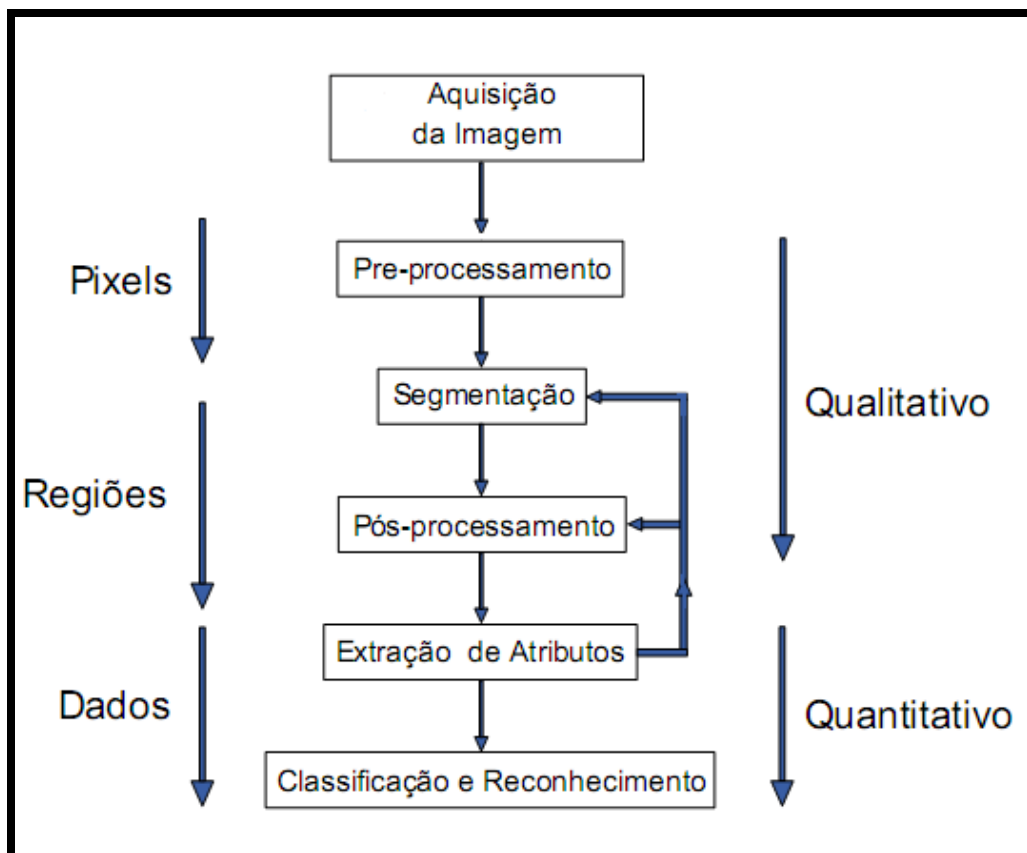 Aquisição
da Imagem
Pixels
Pre-processamento
Segmentação
Qualitativo
Regiões
Pós-processamento
Extração de Atributos
Dados
Quantitativo
Classificação e Reconhecimento